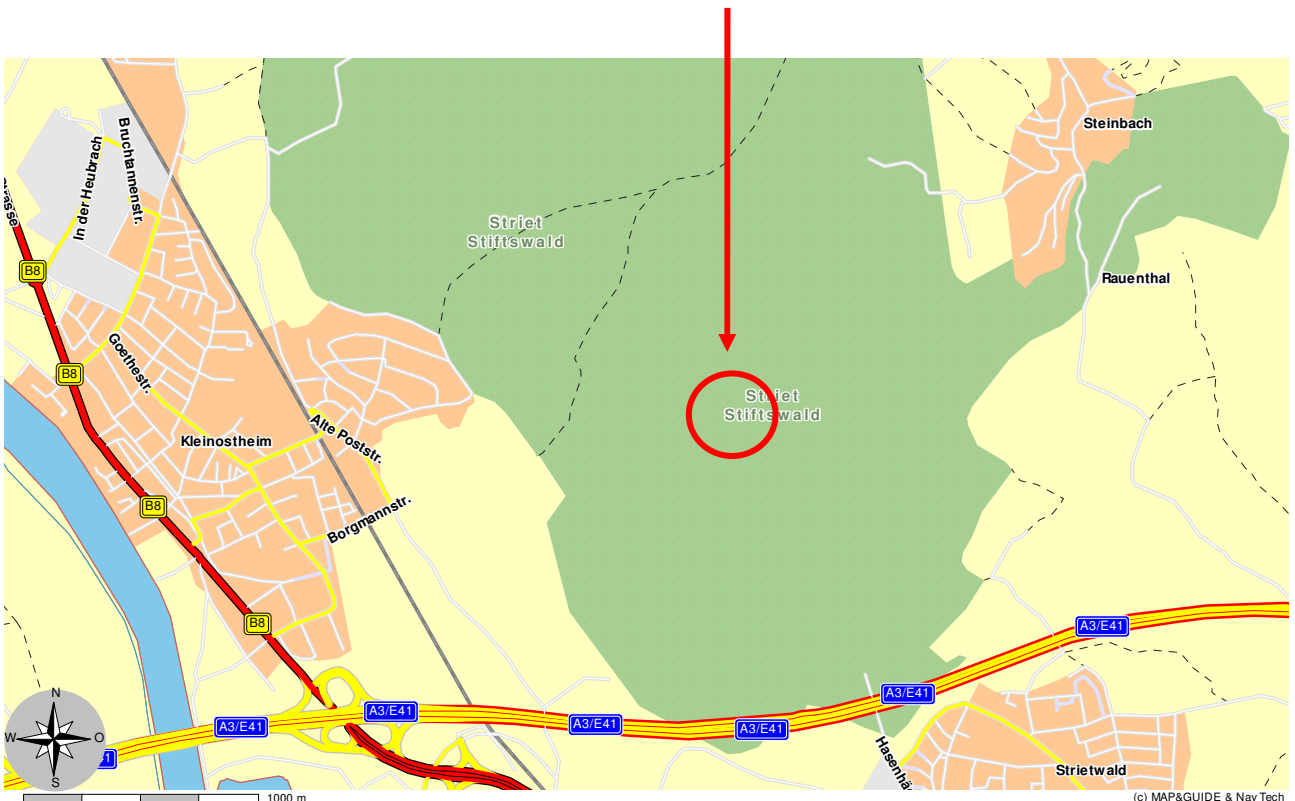 Steinbach
Bruchtannenstr.
In der Heubrach
Strasse
Striet
Stiftswald
B8
Rauenthal
Goethestr.
B8
Striet
Stiftswald
Kleinostheim
Alte Poststr.
B8
Borgmannstr.
B8
A3/E41
A3/E41
A3/E41
A3/E41
A3/E41
A3/E41
N
W O
S
Strietwald
1000 m
(c) MAP&GUIDE & Nav Tech